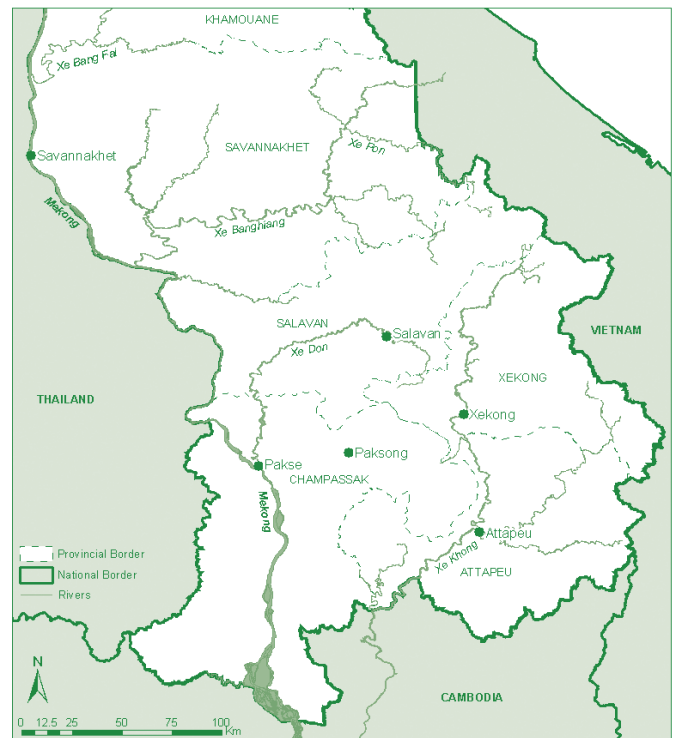 KHAMOUANE
Xe Bang Fai
Savannakhet
SAVANNAKHET
Xe Pon
Mekong
Xe Banghiang
SALAVAN
Salavan
Xe Don
VIETNAM
XEKONG
THAILAND
Xekong
Paksong
Pakse
CHAMPASSAK
Mekong
Attapeu
Xe Khong
ATTAPEU
Provincial Border
National Border
Rivers
N
CAMBODIA
0 12.5 25 50 75 100
Km